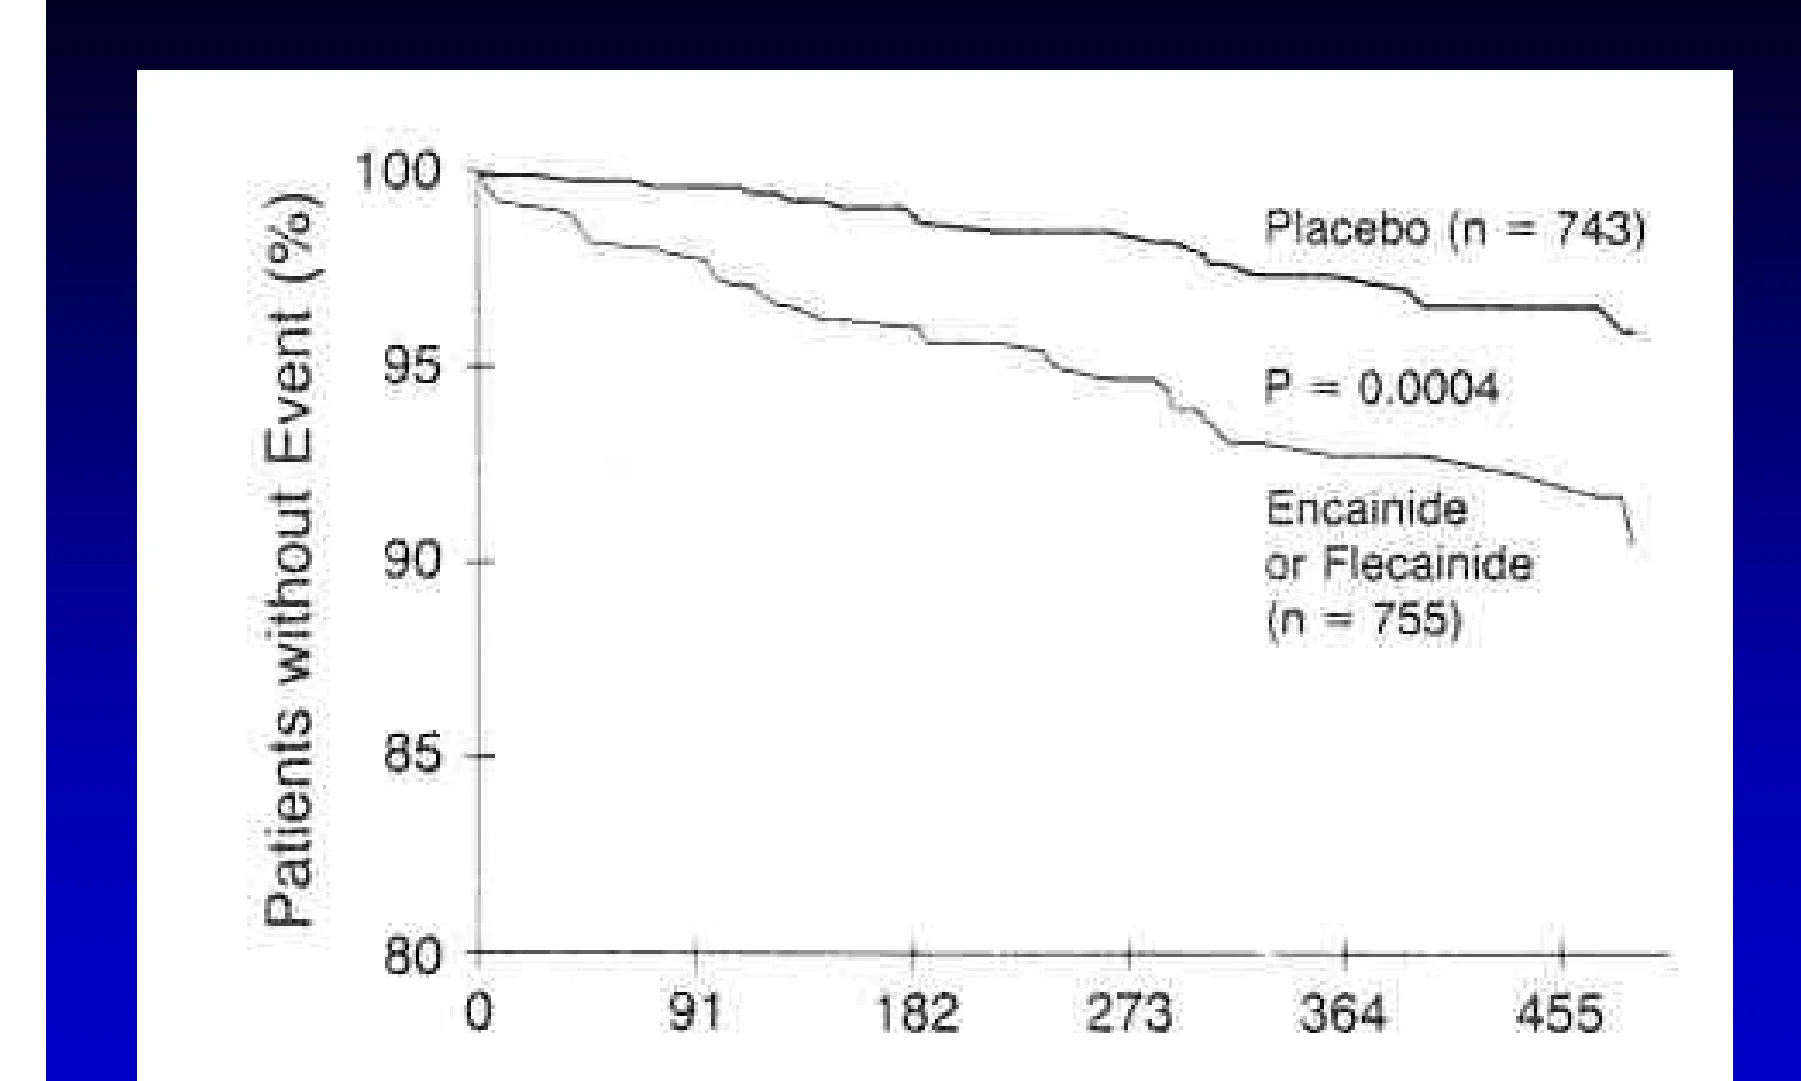 Patients without Event (%)
100
95
90
85
80
Placebo (n = 743)
P = 0.0004
Encainide
or Flecainide
(n = 755)
0 91 182 273 364 455